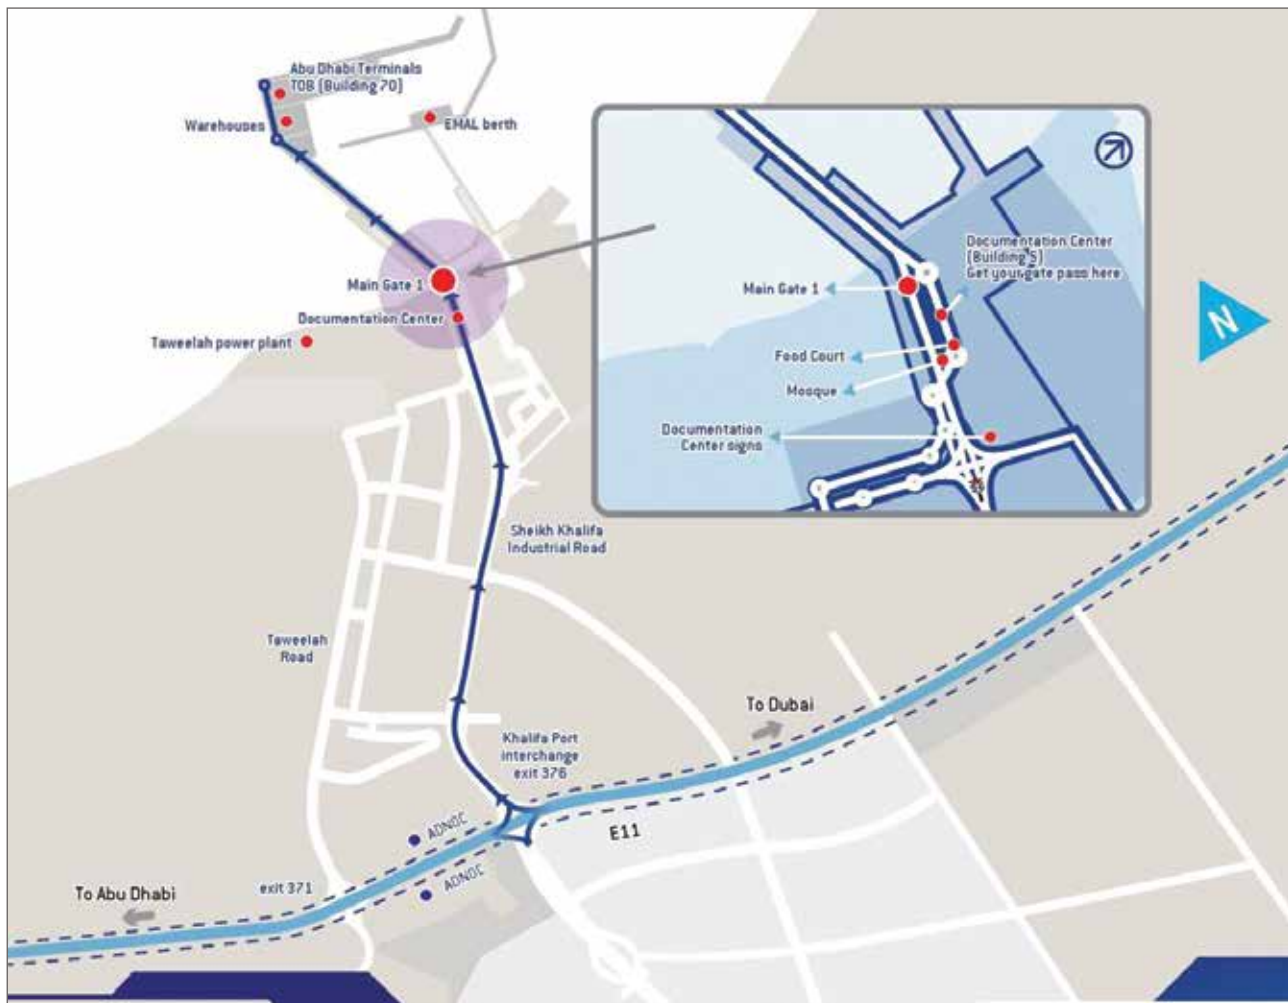 Abu Dhabi Terminals
TOB (Building 70)
Warehouses
EMAL berth
Main Gate 1
Documentation Center
Taweelah power plant
Documentation Center
(Building 5)
Get your gate pass here
Main Gate 1
Food Court
Mosque
Documentation
Center signs
N
Sheikh Khalifa
Industrial Road
Taweelah
Road
To Dubai
Khalifa Port
interchange
exit 376
ADNOC
E11
ADNOC
exit 371
To Abu Dhabi